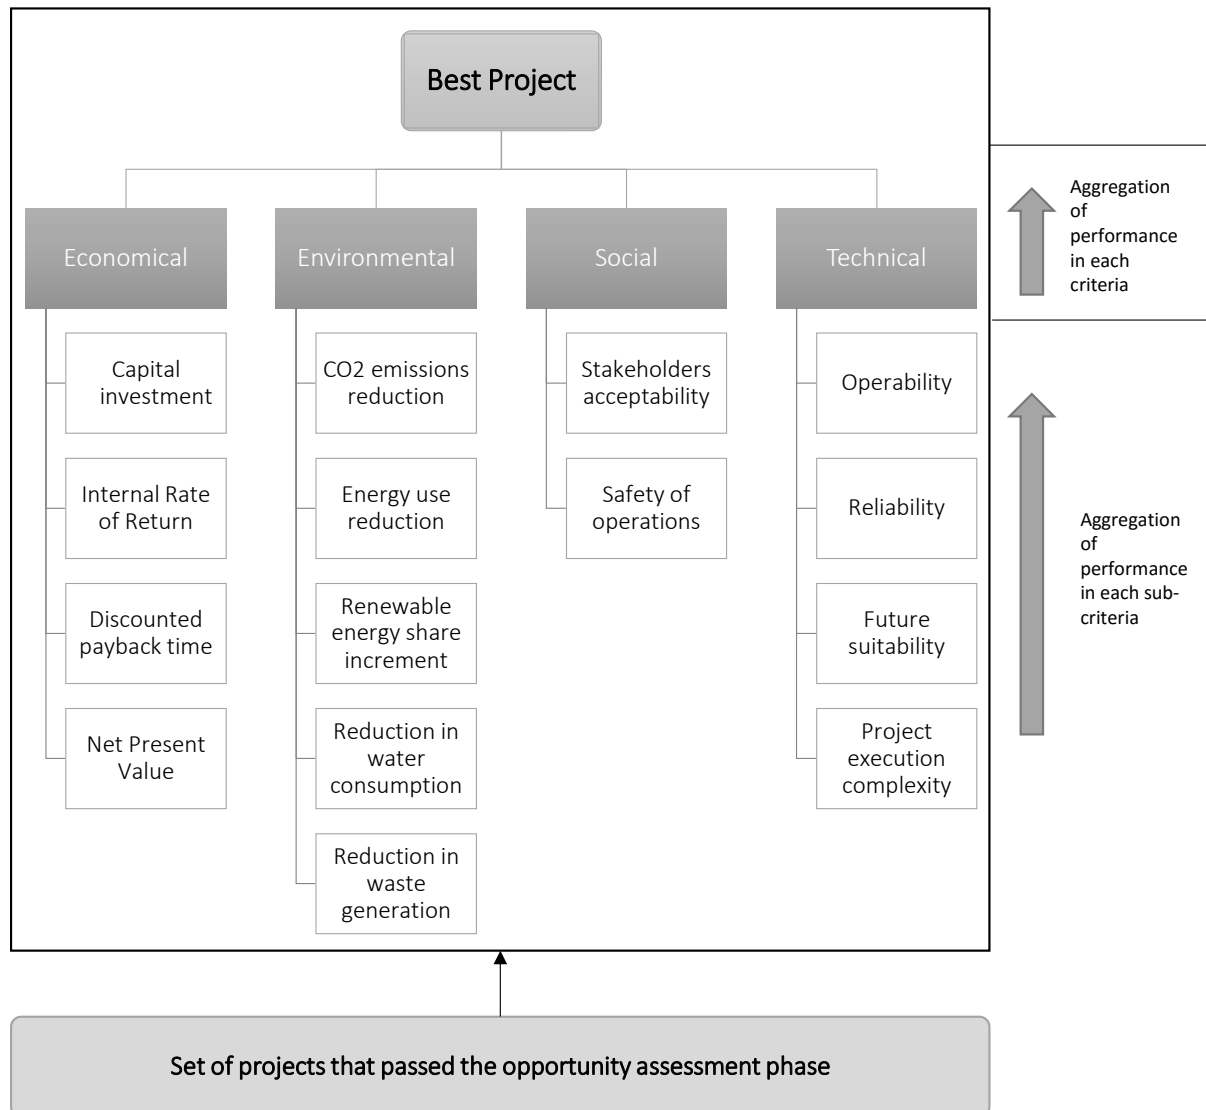 Best Project
Economical
Environmental
Social
Technical
Capital
investment
Internal Rate
of Return
Discounted
payback time
Net Present
Value
CO2 emissions
reduction
Energy use
reduction
Renewable
energy share
increment
Reduction in
water
consumption
Reduction in
waste
generation
Stakeholders
acceptability
Safety of
operations
Operability
Reliability
Future
suitability
Project
execution
complexity
Aggregation
of
performance
in each
criteria
Aggregation
of
performance
in each sub-
criteria
Set of projects that passed the opportunity assessment phase